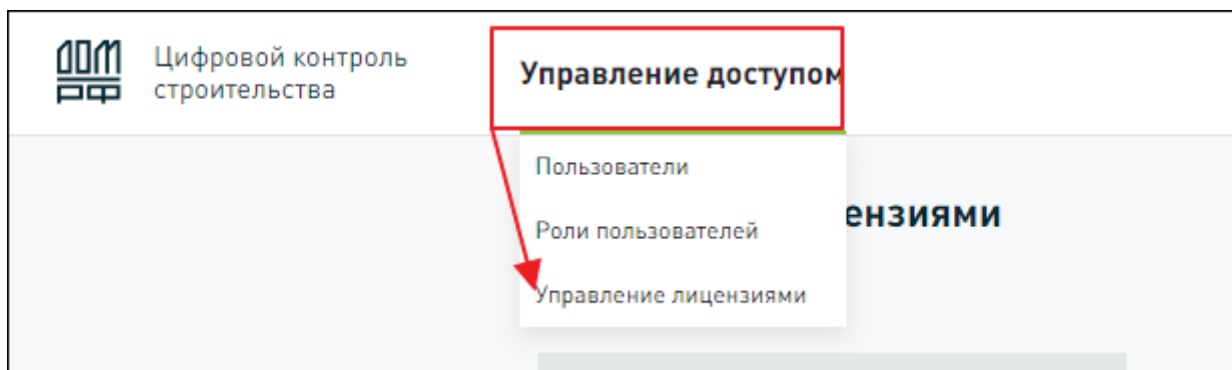 ДОМ
РФ
Цифровой контроль
строительства
Управление доступом
Пользователи
Роли пользователей
ензиями
Управление лицензиями